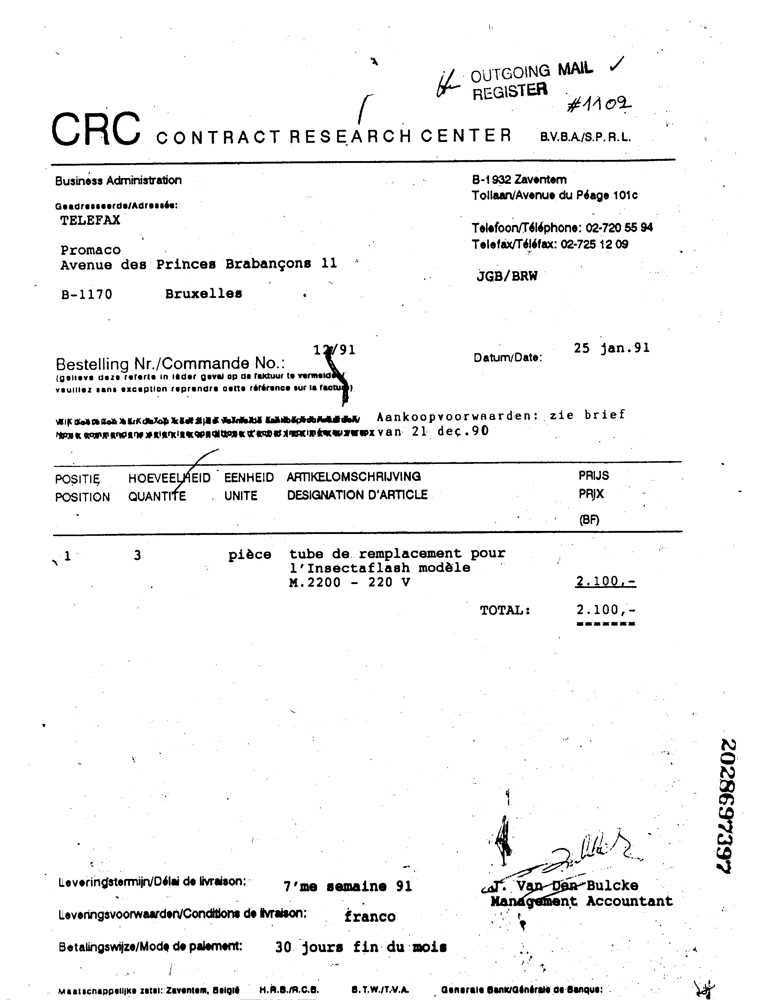 OUTGOING MAIL ✓
REGISTER
#1109
CRC CONTRACT RESEARCH CENTER B.V.B.A./S.P.R.L.
Business Administration
B-1932 Zaventem
Geadresseerde/Adressée:
Tollaan/Avenue du Péage 101c
TELEFAX
Telefoon/Téléphone: 02-720 55 94
Promaco
Telefax/Téléfax: 02-725 12 09
Avenue des Princes Brabançons 11
JGB/BRW
B-1170 Bruxelles
Bestelling Nr./Commande No.: 12/91
Datum/Date: 25 jan.91
(gelieve deze referte in ieder geval op de faktuur te vermelden
veuillez sans exception reprendre cette référence sur la facture)
Aankoopvoorwaarden: zie brief
van 21 dec.90
POSITIE HOEVEELHEID EENHEID ARTIKELOMSCHRIJVING PRIJS
POSITION QUANTITE UNITE DESIGNATION D'ARTICLE PRIX
(BF)
1 3 pièce tube de remplacement pour
l'Insectaflash modèle
M.2200 - 220 V 2.100,-
TOTAL: 2.100,-
2028697397
Leveringstermijn/Délai de livraison: 7'me semaine 91
J. Van Den Bulcke
Management Accountant
Leveringsvoorwaarden/Conditions de livraison: franco
Betalingswijze/Mode de paiement: 30 jours fin du mois
Maatschappelijke zetel: Zaventem, België H.R.B./R.C.B. B.T.W./T.V.A. Generale Bank/Générale de Banque: